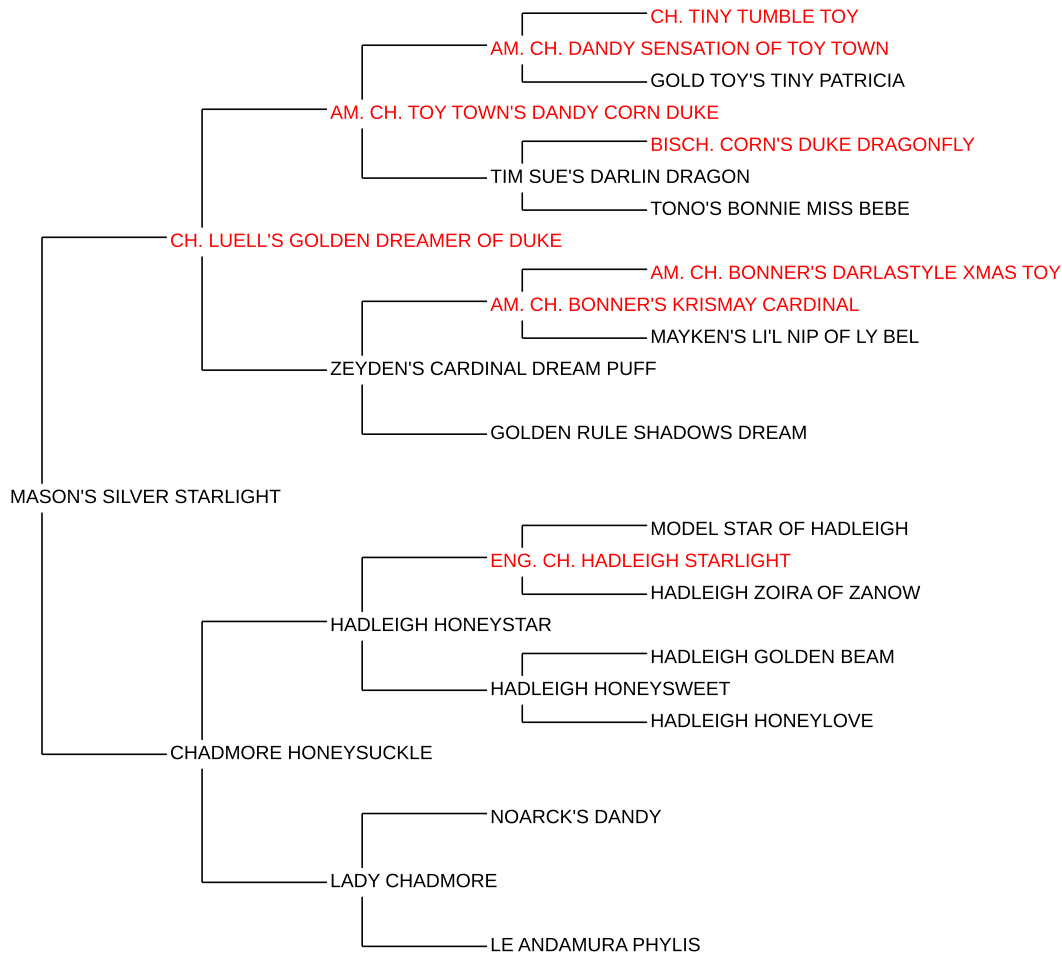 CH. TINY TUMBLE TOY
AM. CH. DANDY SENSATION OF TOY TOWN
GOLD TOY'S TINY PATRICIA
AM. CH. TOY TOWN'S DANDY CORN DUKE
BISCH. CORN'S DUKE DRAGONFLY
TIM SUE'S DARLIN DRAGON
TONO'S BONNIE MISS BEBE
CH. LUELL'S GOLDEN DREAMER OF DUKE
AM. CH. BONNER'S DARLASTYLE XMAS TOY
AM. CH. BONNER'S KRISMAY CARDINAL
MAYKEN'S LI'L NIP OF LY BEL
ZEYDEN'S CARDINAL DREAM PUFF
GOLDEN RULE SHADOWS DREAM
MASON'S SILVER STARLIGHT
MODEL STAR OF HADLEIGH
ENG. CH. HADLEIGH STARLIGHT
HADLEIGH ZOIRA OF ZANOW
HADLEIGH HONEYSTAR
HADLEIGH GOLDEN BEAM
HADLEIGH HONEYSWEET
HADLEIGH HONEYLOVE
CHADMORE HONEYSUCKLE
NOARCK'S DANDY
LADY CHADMORE
LE ANDAMURA PHYLIS